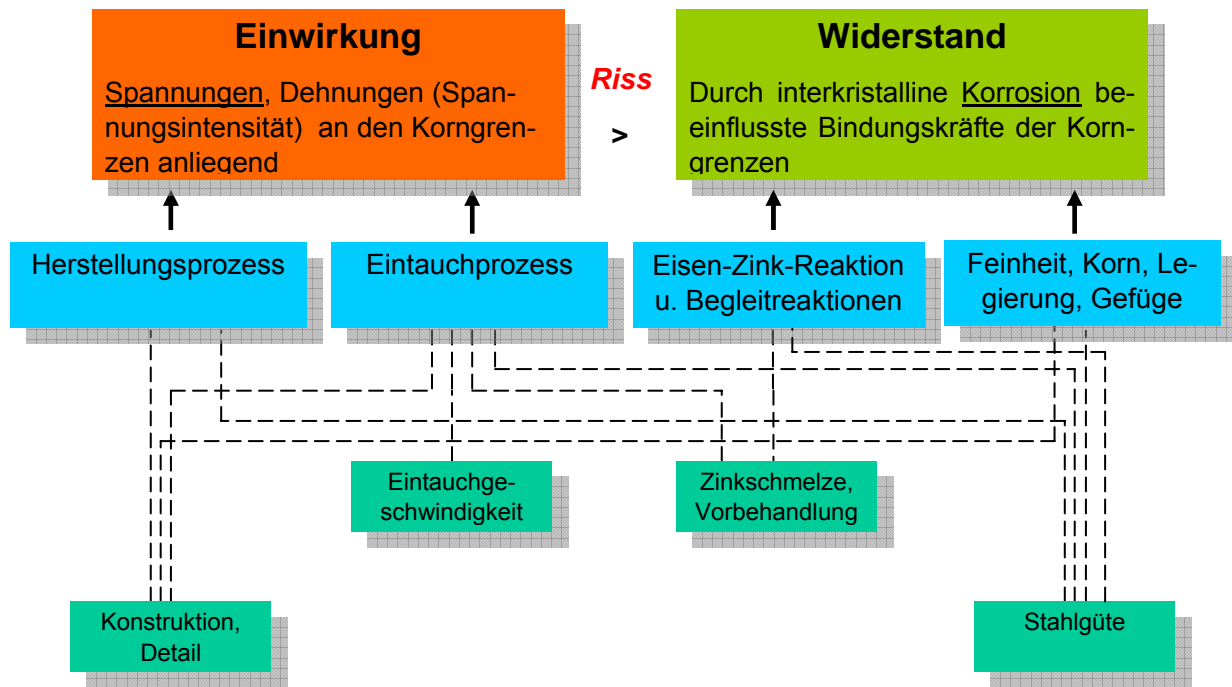 Einwirkung
Spannungen, Dehnungen (Span-
nungsintensität) an den Korngren-
zen anliegend
Riss
>
Widerstand
Durch interkristalline Korrosion be-
einflusste Bindungskräfte der Korn-
grenzen
Herstellungsprozess
Eintauchprozess
Eisen-Zink-Reaktion
u. Begleitreaktionen
Feinheit, Korn, Le-
gierung, Gefüge
Eintauchge-
schwindigkeit
Zinkschmelze,
Vorbehandlung
Konstruktion,
Detail
Stahlgüte